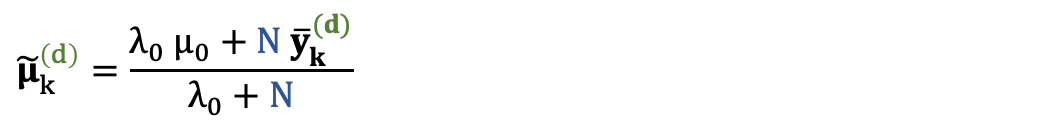 μ̃ₖ⁽ᵈ⁾ = (λ₀ μ₀ + N ȳₖ⁽ᵈ⁾) / (λ₀ + N)